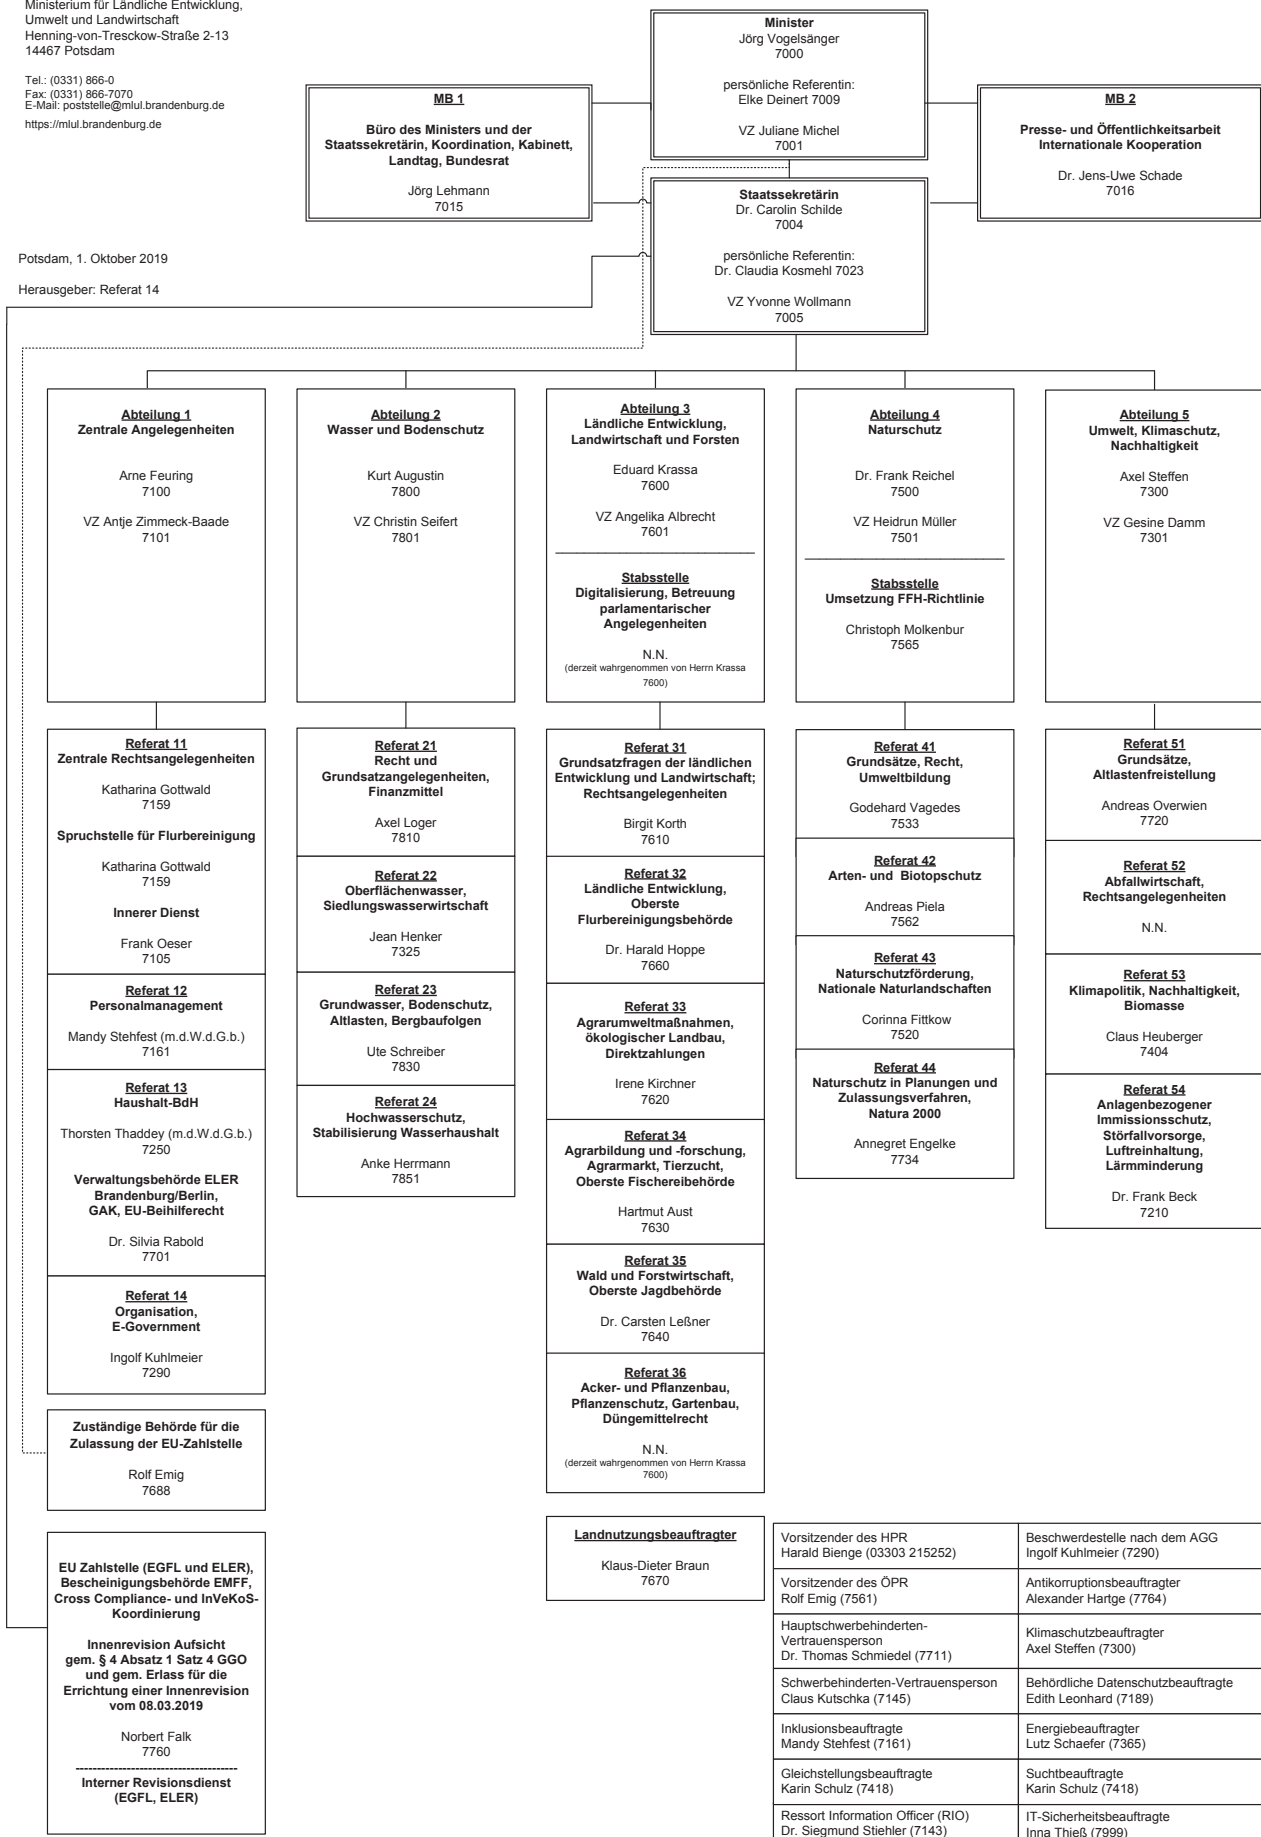 Ministerium für Ländliche Entwicklung,
Umwelt und Landwirtschaft
Henning-von-Tresckow-Straße 2-13
14467 Potsdam
Tel.: (0331) 866-0
Fax: (0331) 866-7070
E-Mail: poststelle@mlul.brandenburg.de
https://mlul.brandenburg.de
Minister
Jörg Vogelsänger
7000
persönliche Referentin:
Elke Deinert 7009
VZ Juliane Michel
7001
MB 1
Büro des Ministers und der
Staatssekretärin, Koordination, Kabinett,
Landtag, Bundesrat
Jörg Lehmann
7015
MB 2
Presse- und Öffentlichkeitsarbeit
Internationale Kooperation
Dr. Jens-Uwe Schade
7016
Staatssekretärin
Dr. Carolin Schilde
7004
persönliche Referentin:
Dr. Claudia Kosmehl 7023
VZ Yvonne Wollmann
7005
Potsdam, 1. Oktober 2019
Herausgeber: Referat 14
Abteilung 1
Zentrale Angelegenheiten
Arne Feuring
7100
VZ Antje Zimmeck-Baade
7101
Abteilung 2
Wasser und Bodenschutz
Kurt Augustin
7800
VZ Christin Seifert
7801
Abteilung 3
Ländliche Entwicklung,
Landwirtschaft und Forsten
Eduard Krassa
7600
VZ Angelika Albrecht
7601
Stabsstelle
Digitalisierung, Betreuung
parlamentarischer
Angelegenheiten
N.N.
(derzeit wahrgenommen von Herrn Krassa
7600)
Abteilung 4
Naturschutz
Dr. Frank Reichel
7500
VZ Heidrun Müller
7501
Stabsstelle
Umsetzung FFH-Richtlinie
Christoph Molkenbur
7565
Abteilung 5
Umwelt, Klimaschutz,
Nachhaltigkeit
Axel Steffen
7300
VZ Gesine Damm
7301
Referat 11
Zentrale Rechtsangelegenheiten
Katharina Gottwald
7159
Spruchstelle für Flurbereinigung
Katharina Gottwald
7159
Innerer Dienst
Frank Oeser
7105
Referat 12
Personalmanagement
Mandy Stehfest (m.d.W.d.G.b.)
7161
Referat 13
Haushalt-BdH
Thorsten Thaddey (m.d.W.d.G.b.)
7250
Verwaltungsbehörde ELER
Brandenburg/Berlin,
GAK, EU-Beihilferecht
Dr. Silvia Rabold
7701
Referat 14
Organisation,
E-Government
Ingolf Kuhlmeier
7290
Zuständige Behörde für die
Zulassung der EU-Zahlstelle
Rolf Emig
7688
EU Zahlstelle (EGFL und ELER),
Bescheinigungsbehörde EMFF,
Cross Compliance- und InVeKoS-
Koordinierung
Innenrevision Aufsicht
gem. § 4 Absatz 1 Satz 4 GGO
und gem. Erlass für die
Errichtung einer Innenrevision
vom 08.03.2019
Norbert Falk
7760
Interner Revisionsdienst
(EGFL, ELER)
Referat 21
Recht und
Grundsatzangelegenheiten,
Finanzmittel
Axel Loger
7810
Referat 22
Oberflächenwasser,
Siedlungswasserwirtschaft
Jean Henker
7325
Referat 23
Grundwasser, Bodenschutz,
Altlasten, Bergbaufolgen
Ute Schreiber
7830
Referat 24
Hochwasserschutz,
Stabilisierung Wasserhaushalt
Anke Herrmann
7851
Referat 31
Grundsatzfragen der ländlichen
Entwicklung und Landwirtschaft;
Rechtsangelegenheiten
Birgit Korth
7610
Referat 32
Ländliche Entwicklung,
Oberste
Flurbereinigungsbehörde
Dr. Harald Hoppe
7660
Referat 33
Agrarumweltmaßnahmen,
ökologischer Landbau,
Direktzahlungen
Irene Kirchner
7620
Referat 34
Agrarbildung und -forschung,
Agrarmarkt, Tierzucht,
Oberste Fischereibehörde
Hartmut Aust
7630
Referat 35
Wald und Forstwirtschaft,
Oberste Jagdbehörde
Dr. Carsten Leßner
7640
Referat 36
Acker- und Pflanzenbau,
Pflanzenschutz, Gartenbau,
Düngemittelrecht
N.N.
(derzeit wahrgenommen von Herrn Krassa
7600)
Landnutzungsbeauftragter
Klaus-Dieter Braun
7670
Referat 41
Grundsätze, Recht,
Umweltbildung
Godehard Vagedes
7533
Referat 42
Arten- und Biotopschutz
Andreas Piela
7562
Referat 43
Naturschutzförderung,
Nationale Naturlandschaften
Corinna Fittkow
7520
Referat 44
Naturschutz in Planungen und
Zulassungsverfahren,
Natura 2000
Annegret Engelke
7734
Referat 51
Grundsätze,
Altlastenfreistellung
Andreas Overwien
7720
Referat 52
Abfallwirtschaft,
Rechtsangelegenheiten
N.N.
Referat 53
Klimapolitik, Nachhaltigkeit,
Biomasse
Claus Heuberger
7404
Referat 54
Anlagenbezogener
Immissionsschutz,
Störfallvorsorge,
Luftreinhaltung,
Lärmminderung
Dr. Frank Beck
7210
Vorsitzender des HPR
Harald Bienge (03303 215252)
Beschwerdestelle nach dem AGG
Ingolf Kuhlmeier (7290)
Vorsitzender des ÖPR
Rolf Emig (7561)
Antikorruptionsbeauftragter
Alexander Hartge (7764)
Hauptschwerbehinderten-
Vertrauensperson
Dr. Thomas Schmiedel (7711)
Klimaschutzbeauftragter
Axel Steffen (7300)
Schwerbehinderten-Vertrauensperson
Claus Kutschka (7145)
Behördliche Datenschutzbeauftragte
Edith Leonhard (7189)
Inklusionsbeauftragte
Mandy Stehfest (7161)
Energiebeauftragter
Lutz Schaefer (7365)
Gleichstellungsbeauftragte
Karin Schulz (7418)
Suchtbeauftragte
Karin Schulz (7418)
Ressort Information Officer (RIO)
Dr. Siegmund Stiehler (7143)
IT-Sicherheitsbeauftragte
Inna Thieß (7999)